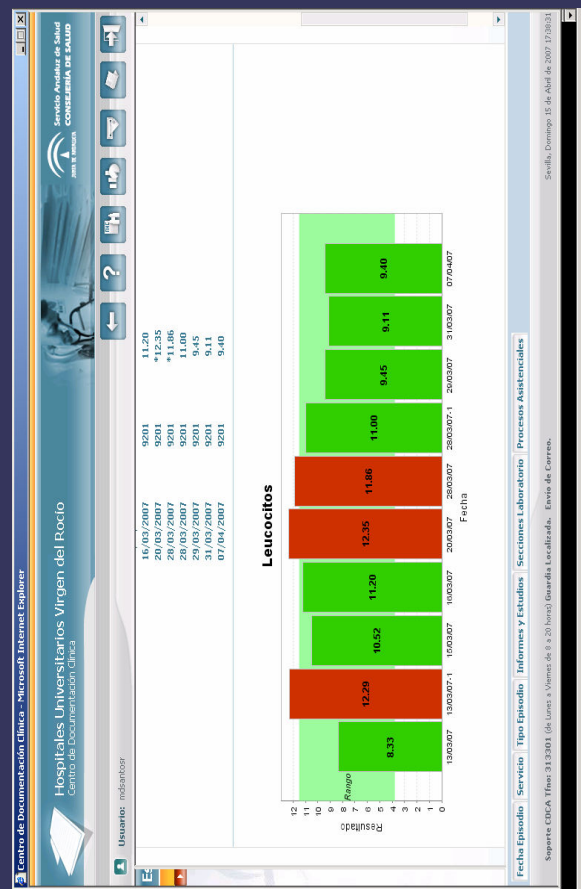 Centro de Documentación Clínica - Microsoft Internet Explorer
Hospitales Universitarios Virgen del Rocío
Centro de Documentación Clínica
JUNTA DE ANDALUCIA
Servicio Andaluz de Salud
CONSEJERÍA DE SALUD
Usuario: mdsantosr
?
Es
16/03/2007 9201 11.20
20/03/2007 9201 *12.35
28/03/2007 9201 *11.86
28/03/2007 9201 11.00
29/03/2007 9201 9.45
31/03/2007 9201 9.11
07/04/2007 9201 9.40
Leucocitos
Resultado
12
11
10
9
8
7
6
5
4
3
2
1
0
Rango
8.33
12.29
10.52
11.20
12.35
11.86
11.00
9.45
9.11
9.40
13/03/07
13/03/07-1
15/03/07
16/03/07
20/03/07
28/03/07
28/03/07-1
29/03/07
31/03/07
07/04/07
Fecha
Fecha Episodio
Servicio
Tipo Episodio
Informes y Estudios
Secciones Laboratorio
Procesos Asistenciales
Soporte CDCA Tfno: 313301 (de Lunes a Viernes de 8 a 20 horas) Guardia Localizada. Envío de Correo.
Sevilla, Domingo 15 de Abril de 2007 17:38:31